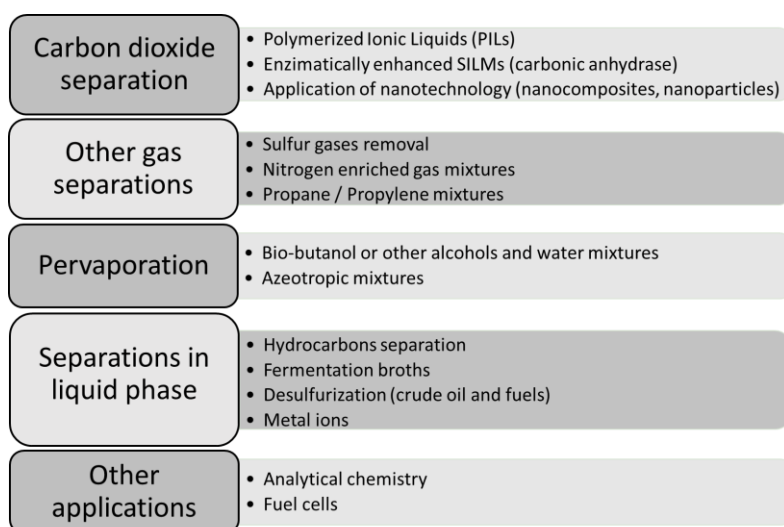 Carbon dioxide
separation
• Polymerized Ionic Liquids (PILs)
• Enzimatically enhanced SILMs (carbonic anhydrase)
• Application of nanotechnology (nanocomposites, nanoparticles)
Other gas
separations
• Sulfur gases removal
• Nitrogen enriched gas mixtures
• Propane / Propylene mixtures
Pervaporation
• Bio-butanol or other alcohols and water mixtures
• Azeotropic mixtures
Separations in
liquid phase
• Hydrocarbons separation
• Fermentation broths
• Desulfurization (crude oil and fuels)
• Metal ions
Other
applications
• Analytical chemistry
• Fuel cells